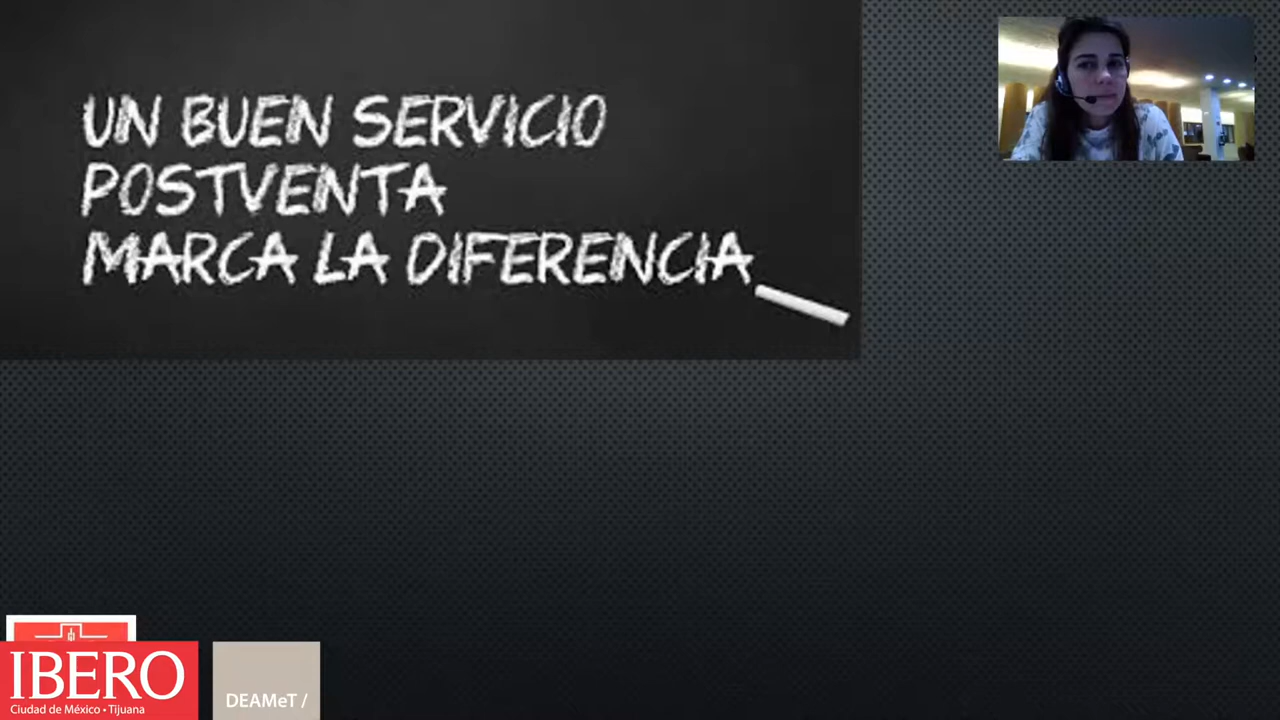 UN BUEN SERVICIO
POSTVENTA
MARCA LA DIFERENCIA
IBERO
Ciudad de México • Tijuana
DEAMeT /